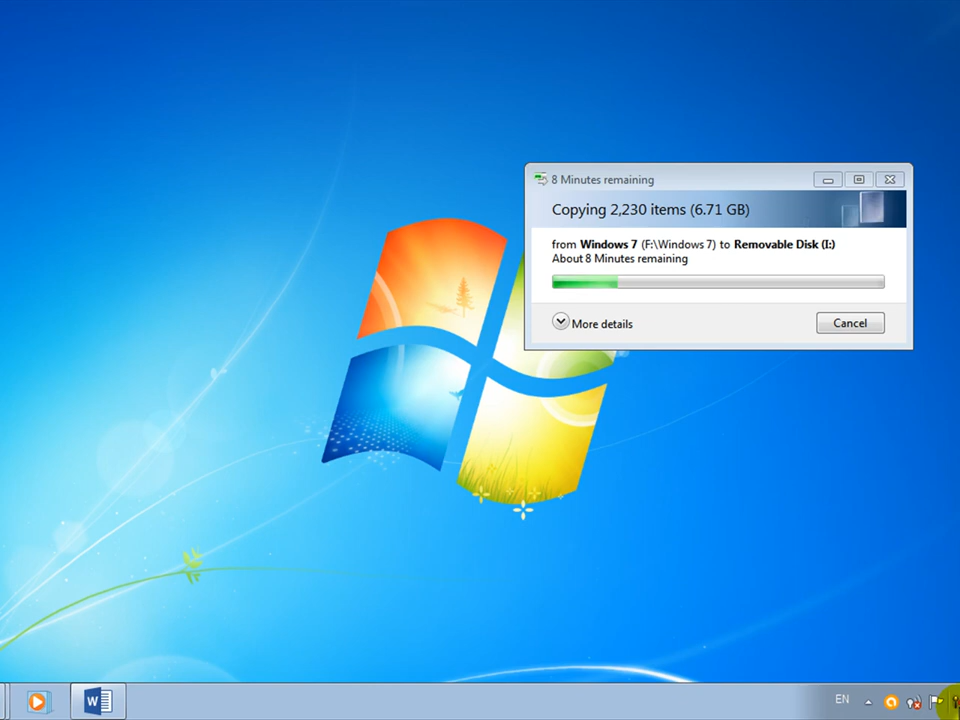 8 Minutes remaining
Copying 2,230 items (6.71 GB)
from Windows 7 (F:\Windows 7) to Removable Disk (I:)
About 8 Minutes remaining
More details
Cancel
W
EN